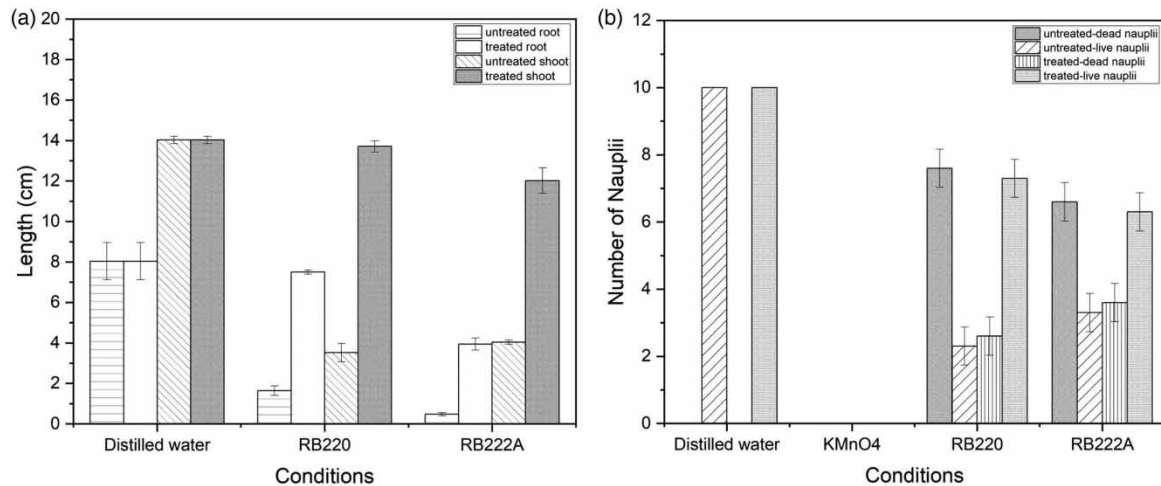 (a)
20
18
16
14
12
10
8
6
4
2
0
Length (cm)
untreated root
treated root
untreated shoot
treated shoot
Distilled water RB220 RB222A
Conditions
(b)
12
10
8
6
4
2
0
Number of Nauplii
untreated-dead nauplii
untreated-live nauplii
treated-dead nauplii
treated-live nauplii
Distilled water KMnO4 RB220 RB222A
Conditions